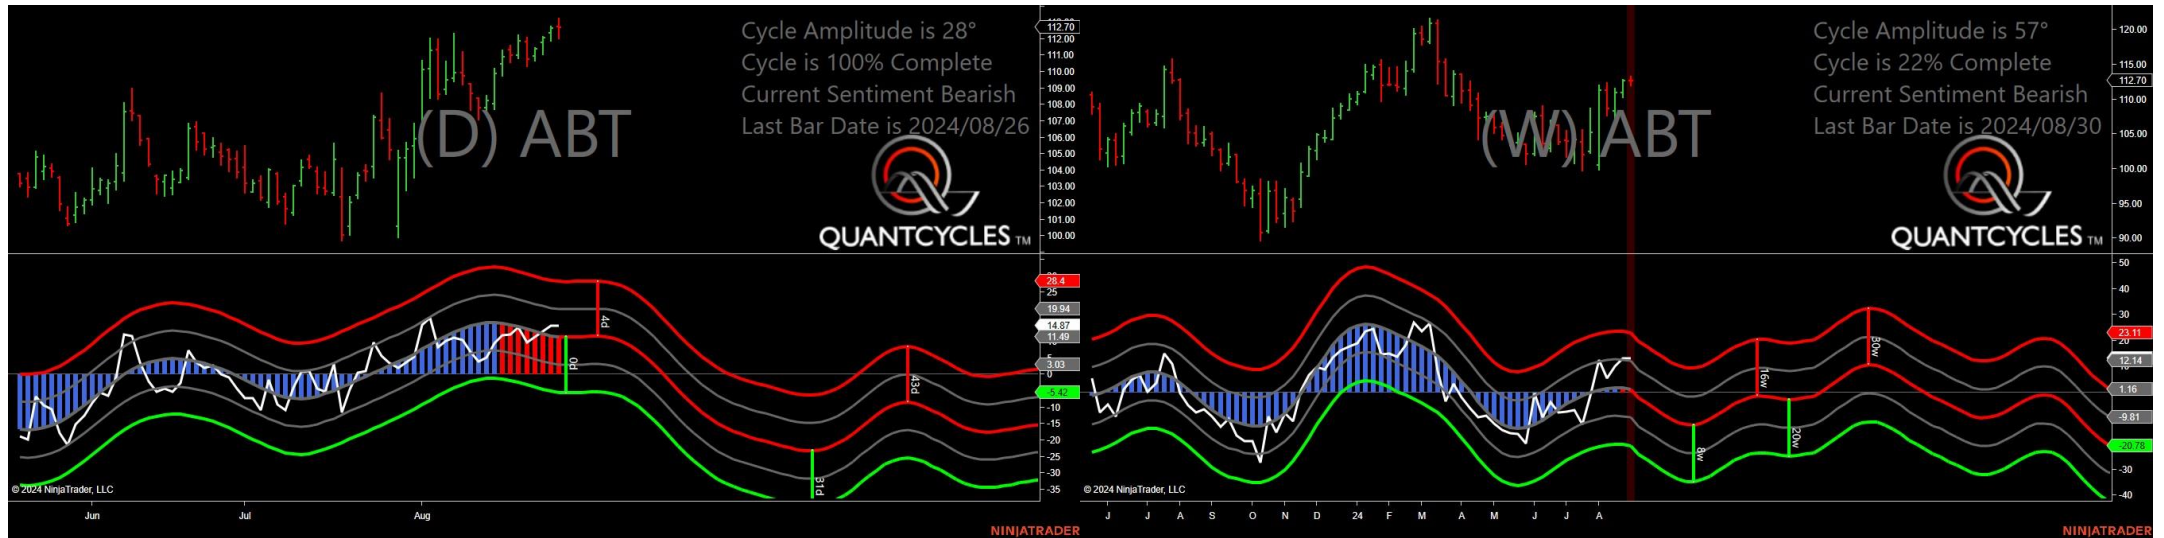 Cycle Amplitude is 28°
Cycle is 100% Complete
Current Sentiment Bearish
Last Bar Date is 2024/08/26
(D) ABT
QUANTCYCLES TM
112.70
112.00
111.00
110.00
109.00
108.00
107.00
106.00
105.00
104.00
103.00
102.00
101.00
100.00
28.4
25
19.94
14.87
11.49
5
3.03
0
-5.42
-10
-15
-20
-25
-30
-35
4d
0d
31d
43d
© 2024 NinjaTrader, LLC
Jun Jul Aug
NINJATRADER
Cycle Amplitude is 57°
Cycle is 22% Complete
Current Sentiment Bearish
Last Bar Date is 2024/08/30
(W) ABT
QUANTCYCLES TM
120.00
115.00
112.70
110.00
105.00
100.00
95.00
90.00
50
40
30
23.11
20
12.14
1.16
-9.81
-20.78
-30
-40
8w
16w
20w
30w
© 2024 NinjaTrader, LLC
J J A S O N D 24 F M A M J J A
NINJATRADER